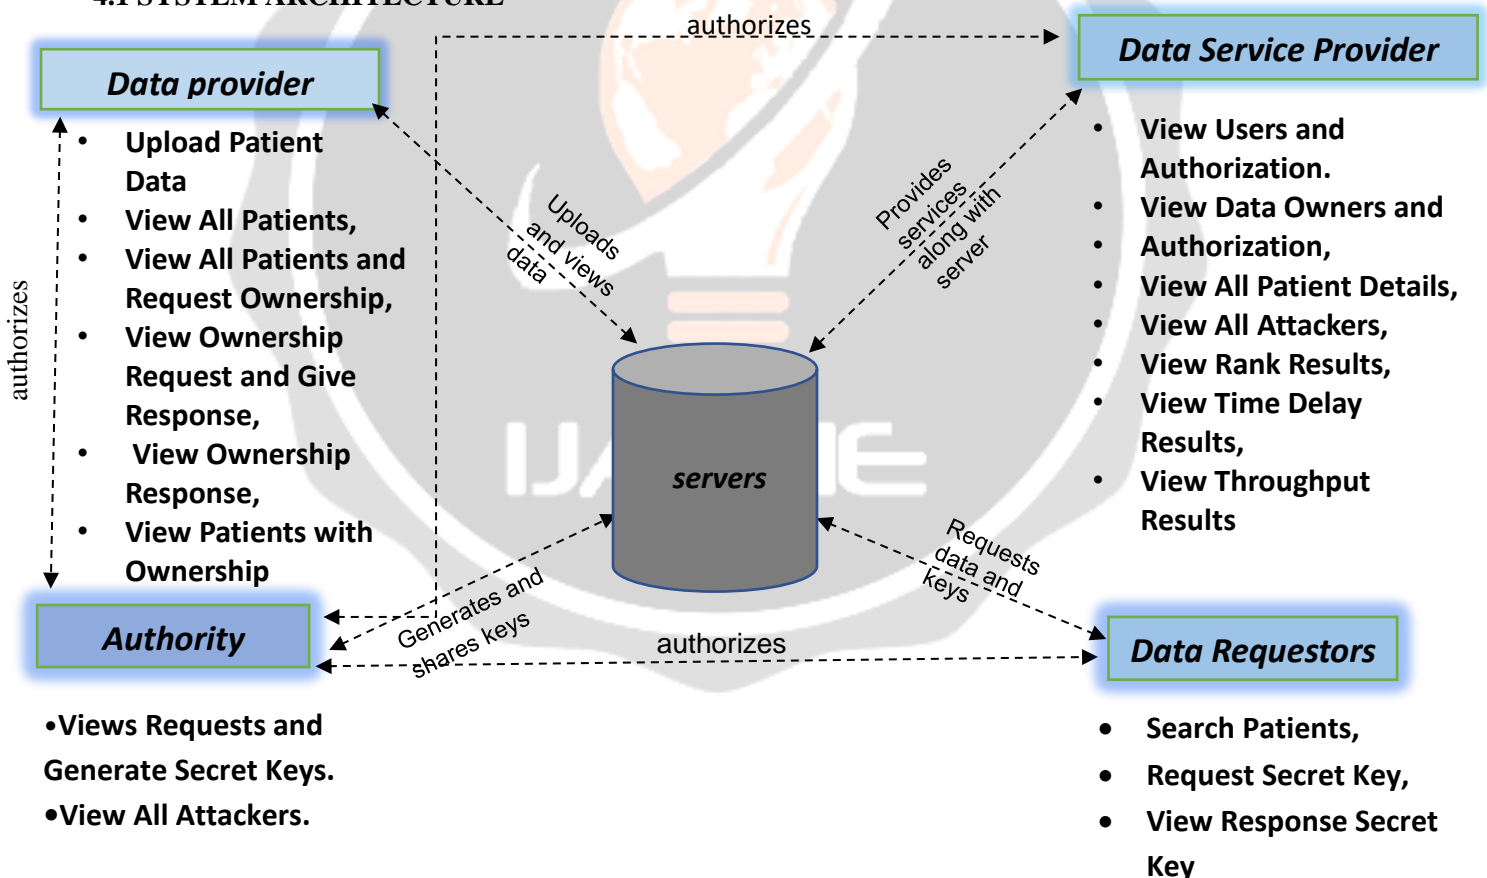 4.1 SYSTEM ARCHITECTURE
authorizes
Data provider
Data Service Provider
• Upload Patient
Data
• View All Patients,
• View All Patients and
Request Ownership,
• View Ownership
Request and Give
Response,
• View Ownership
Response,
• View Patients with
Ownership
authorizes
Uploads
and views
data
Provides
services
along with
server
• View Users and
Authorization.
• View Data Owners and
• Authorization,
• View All Patient Details,
• View All Attackers,
• View Rank Results,
• View Time Delay
Results,
• View Throughput
Results
servers
Generates and
shares keys
Requests
data and
keys
Authority
authorizes
Data Requestors
•Views Requests and
Generate Secret Keys.
•View All Attackers.
• Search Patients,
• Request Secret Key,
• View Response Secret
Key